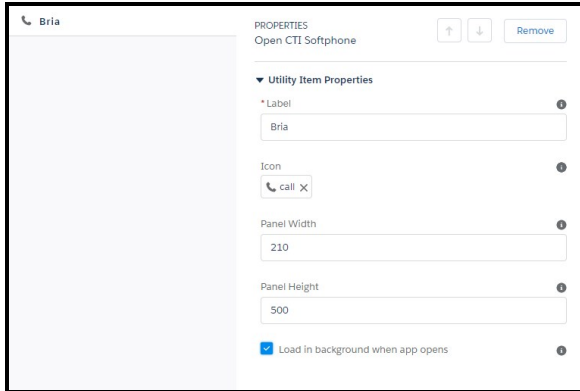 Bria
PROPERTIES
Open CTI Softphone
Remove
Utility Item Properties
*Label
Bria
Icon
call
Panel Width
210
Panel Height
500
Load in background when app opens